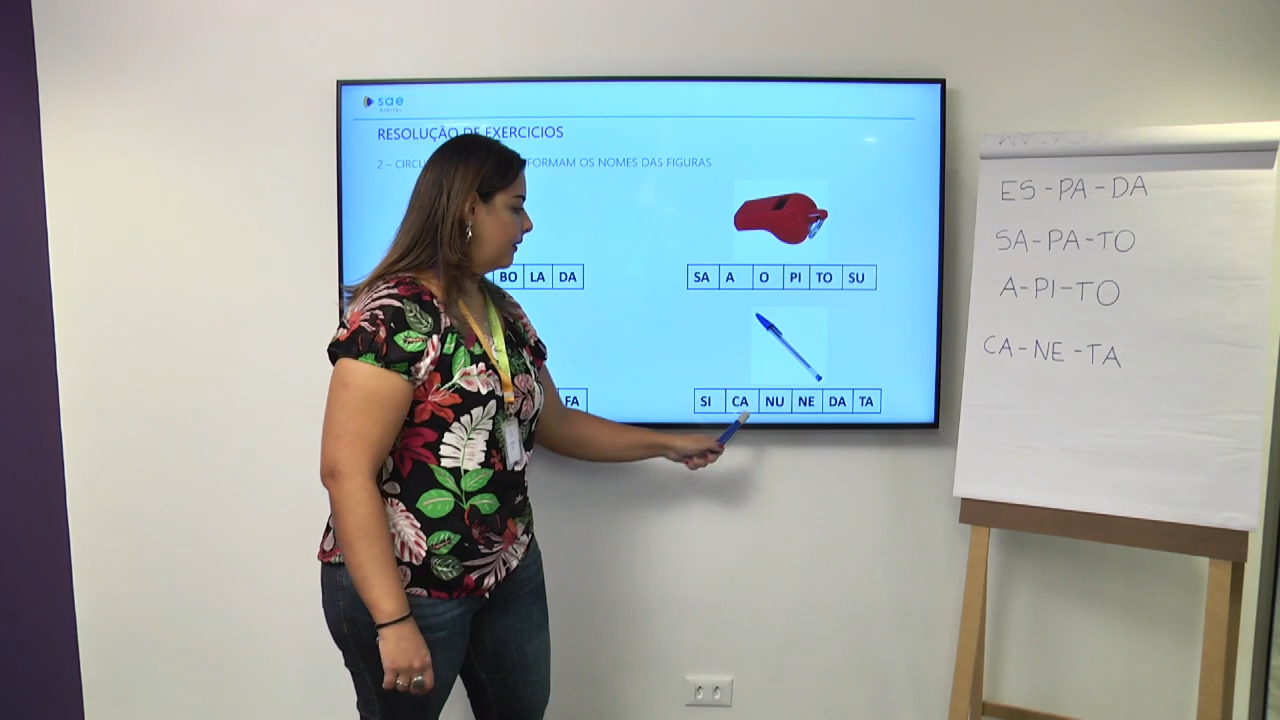 sae
DIGITAL
RESOLUÇÃO DE EXERCICIOS
2 – CIRCU FORMAM OS NOMES DAS FIGURAS
BO LA DA
SA A O PI TO SU
FA
SI CA NU NE DA TA
ES-PA-DA
SA-PA-TO
A-PI-TO
CA-NE-TA